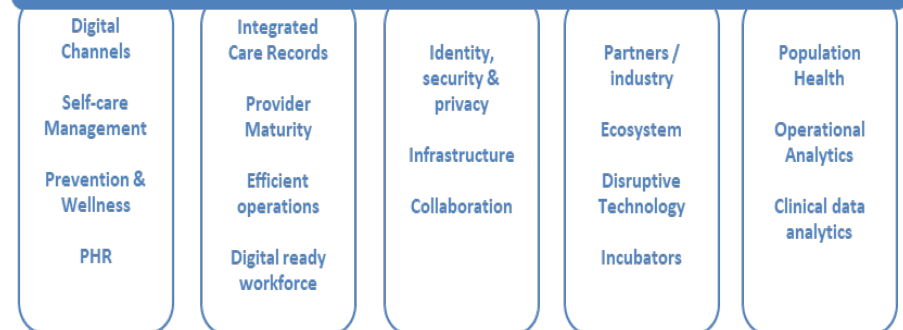 Digital
Channels
Self-care
Management
Prevention &
Wellness
PHR
Integrated
Care Records
Provider
Maturity
Efficient
operations
Digital ready
workforce
Identity,
security &
privacy
Infrastructure
Collaboration
Partners /
industry
Ecosystem
Disruptive
Technology
Incubators
Population
Health
Operational
Analytics
Clinical data
analytics